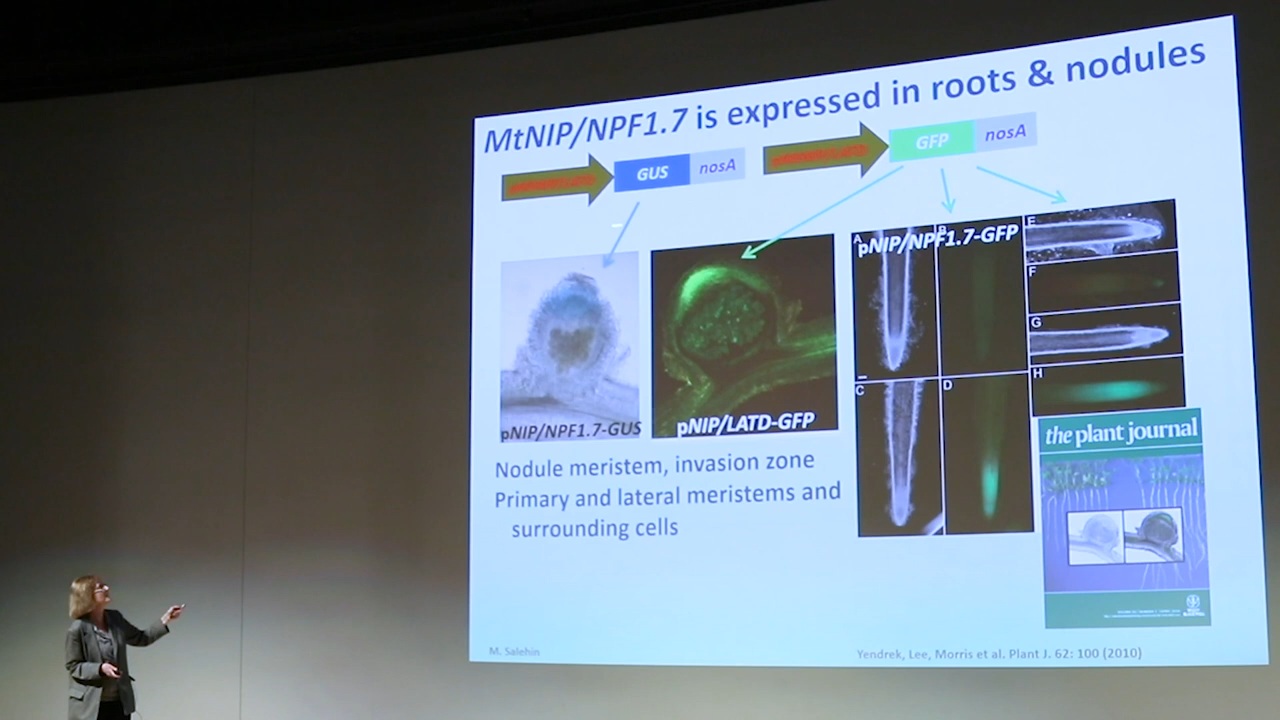 MtNIP/NPF1.7 is expressed in roots & nodules
GUS nosA
GFP nosA
pNIP/NPF1.7-GUS
pNIP/LATD-GFP
A
B
pNIP/NPF1.7-GFP
C
D
E
F
G
H
Nodule meristem, invasion zone
Primary and lateral meristems and
surrounding cells
the plant journal
M. Salehin
Yendrek, Lee, Morris et al. Plant J. 62: 100 (2010)